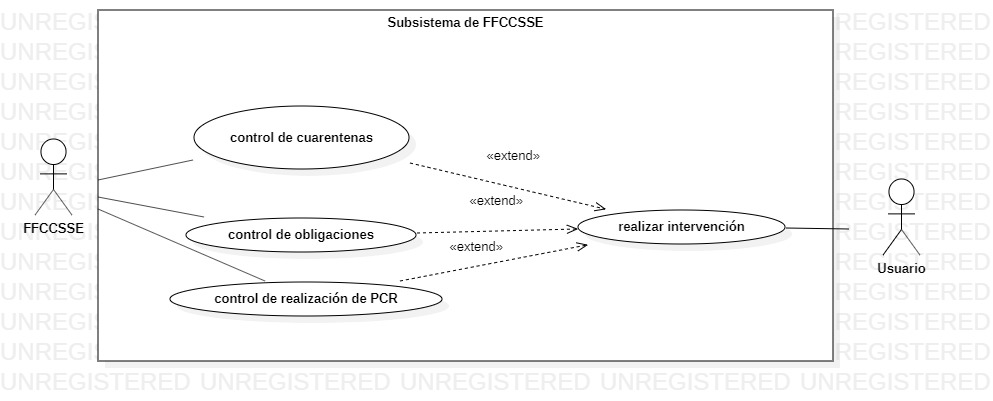 Subsistema de FFCCSSE
control de cuarentenas
«extend»
«extend»
FFCCSSE
realizar intervención
control de obligaciones
«extend»
Usuario
control de realización de PCR
UNREGISTERED UNREGISTERED UNREGISTERED UNREGISTERED UNREGISTERED